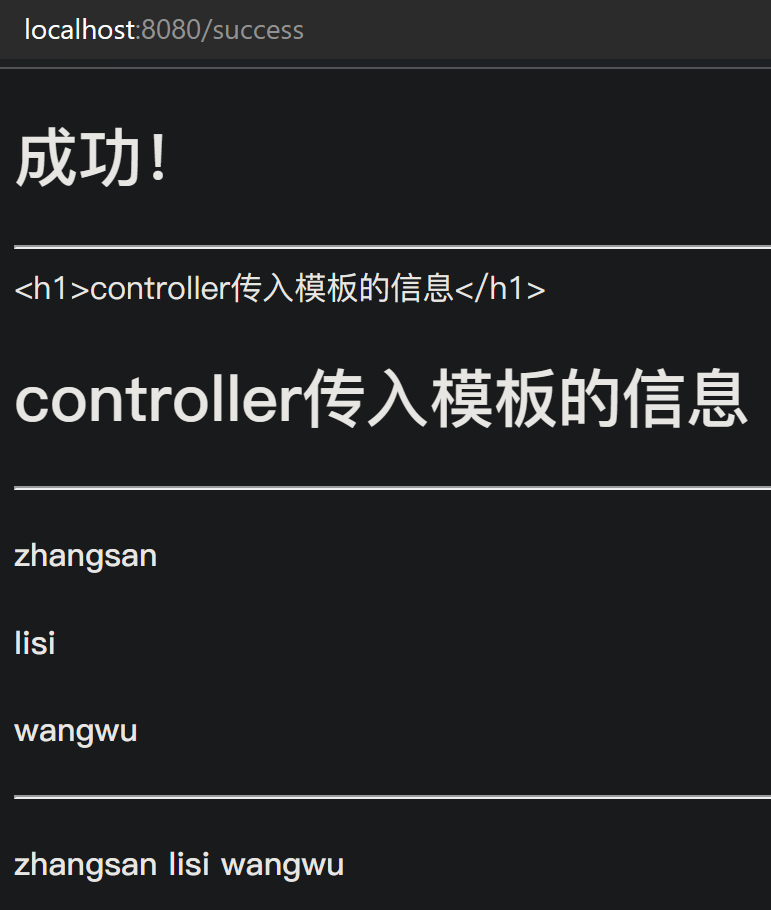 localhost:8080/success
成功！
<h1>controller传入模板的信息</h1>
controller传入模板的信息
zhangsan
lisi
wangwu
zhangsan lisi wangwu